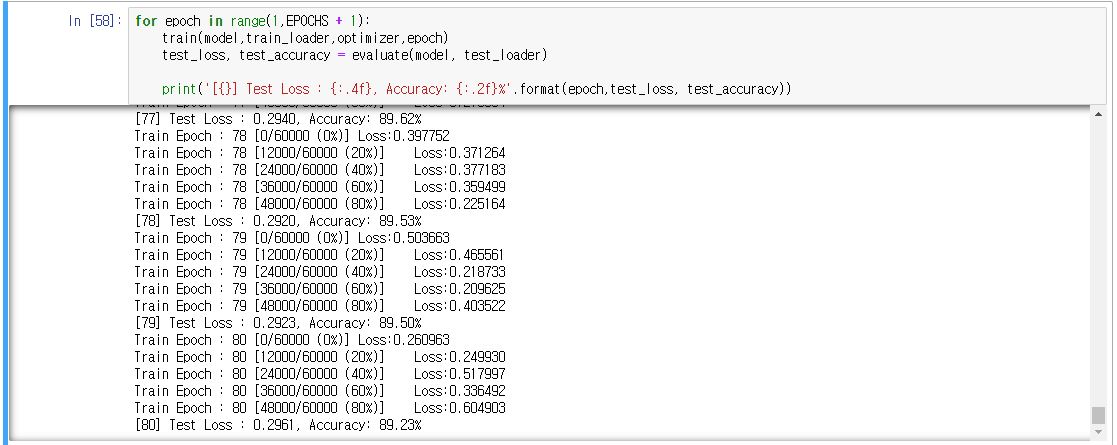 In [58]:
for epoch in range(1,EPOCHS + 1):
train(model,train_loader,optimizer,epoch)
test_loss, test_accuracy = evaluate(model, test_loader)
print('[{}] Test Loss : {:.4f}, Accuracy: {:.2f}%'.format(epoch,test_loss, test_accuracy))
[77] Test Loss : 0.2940, Accuracy: 89.62%
Train Epoch : 78 [0/60000 (0%)] Loss:0.397752
Train Epoch : 78 [12000/60000 (20%)] Loss:0.371264
Train Epoch : 78 [24000/60000 (40%)] Loss:0.377183
Train Epoch : 78 [36000/60000 (60%)] Loss:0.359499
Train Epoch : 78 [48000/60000 (80%)] Loss:0.225164
[78] Test Loss : 0.2920, Accuracy: 89.53%
Train Epoch : 79 [0/60000 (0%)] Loss:0.503663
Train Epoch : 79 [12000/60000 (20%)] Loss:0.465561
Train Epoch : 79 [24000/60000 (40%)] Loss:0.218733
Train Epoch : 79 [36000/60000 (60%)] Loss:0.209625
Train Epoch : 79 [48000/60000 (80%)] Loss:0.403522
[79] Test Loss : 0.2923, Accuracy: 89.50%
Train Epoch : 80 [0/60000 (0%)] Loss:0.260963
Train Epoch : 80 [12000/60000 (20%)] Loss:0.249930
Train Epoch : 80 [24000/60000 (40%)] Loss:0.517997
Train Epoch : 80 [36000/60000 (60%)] Loss:0.336492
Train Epoch : 80 [48000/60000 (80%)] Loss:0.604903
[80] Test Loss : 0.2961, Accuracy: 89.23%